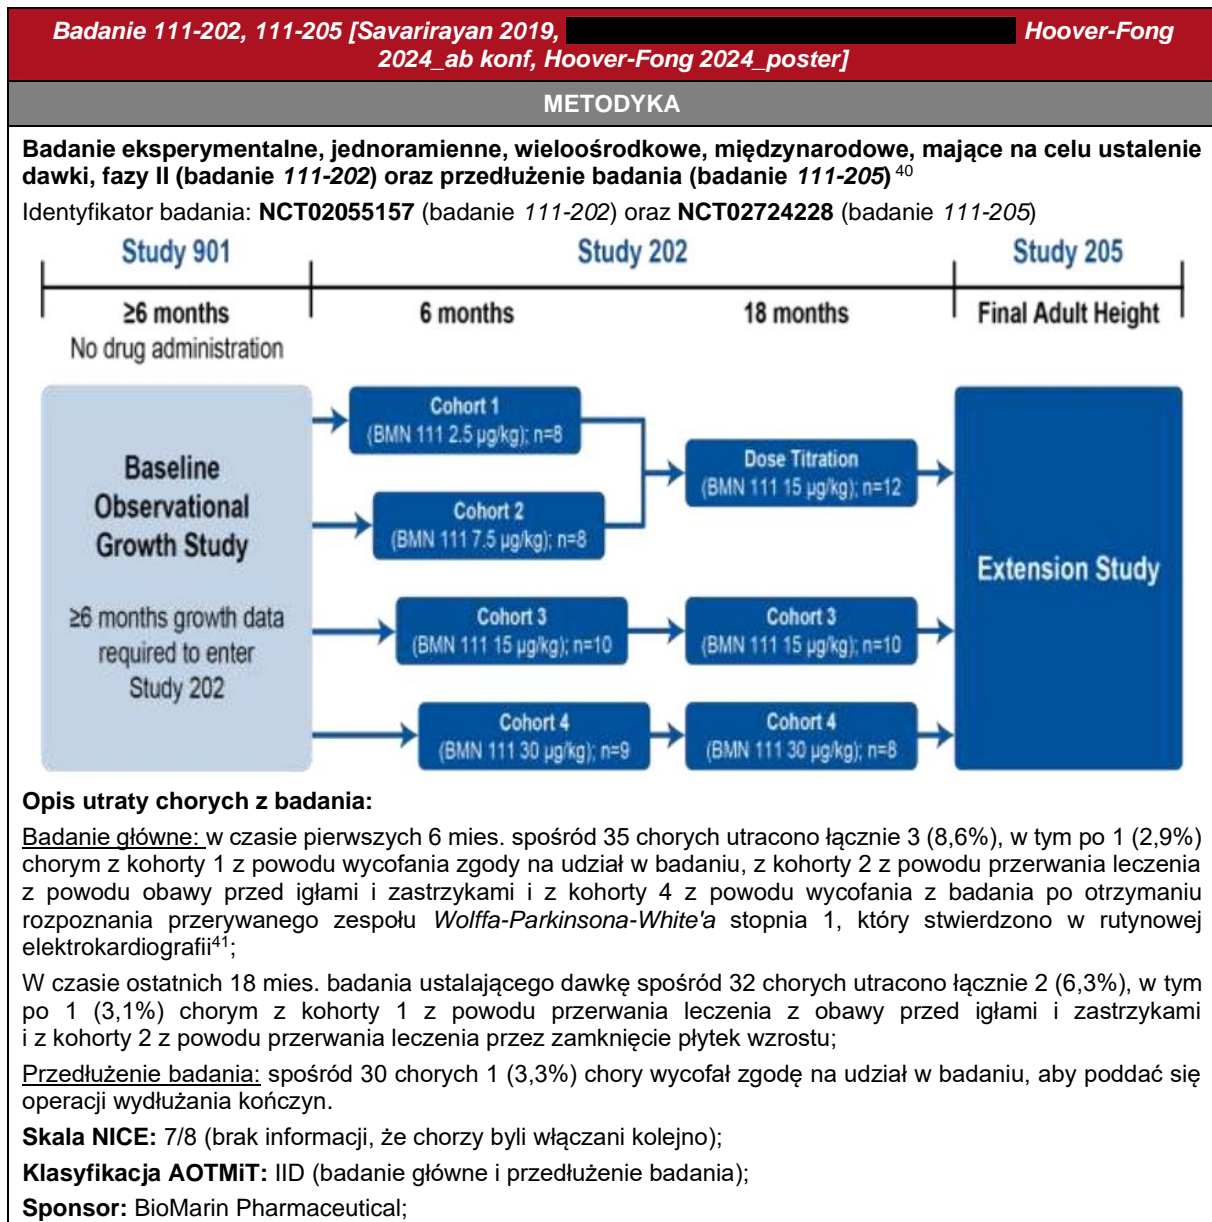 Badanie 111-202, 111-205 [Savarirayan 2019, Hoover-Fong
2024_ab konf, Hoover-Fong 2024_poster]
METODYKA
Badanie eksperymentalne, jednoramienne, wieloośrodkowe, międzynarodowe, mające na celu ustalenie
dawki, fazy II (badanie 111-202) oraz przedłużenie badania (badanie 111-205) 40
Identyfikator badania: NCT02055157 (badanie 111-202) oraz NCT02724228 (badanie 111-205)
Study 901 Study 202 Study 205
≥6 months 6 months 18 months Final Adult Height
No drug administration
Baseline
Observational
Growth Study
≥6 months growth data
required to enter
Study 202
Cohort 1
(BMN 111 2.5 µg/kg); n=8
Cohort 2
(BMN 111 7.5 µg/kg); n=8
Dose Titration
(BMN 111 15 µg/kg); n=12
Cohort 3
(BMN 111 15 µg/kg); n=10
Cohort 3
(BMN 111 15 µg/kg); n=10
Cohort 4
(BMN 111 30 µg/kg); n=9
Cohort 4
(BMN 111 30 µg/kg); n=8
Extension Study
Opis utraty chorych z badania:
Badanie główne: w czasie pierwszych 6 mies. spośród 35 chorych utracono łącznie 3 (8,6%), w tym po 1 (2,9%)
chorym z kohorty 1 z powodu wycofania zgody na udział w badaniu, z kohorty 2 z powodu przerwania leczenia
z powodu obawy przed igłami i zastrzykami i z kohorty 4 z powodu wycofania z badania po otrzymaniu
rozpoznania przerywanego zespołu Wolffa-Parkinsona-White'a stopnia 1, który stwierdzono w rutynowej
elektrokardiografii41;
W czasie ostatnich 18 mies. badania ustalającego dawkę spośród 32 chorych utracono łącznie 2 (6,3%), w tym
po 1 (3,1%) chorym z kohorty 1 z powodu przerwania leczenia z obawy przed igłami i zastrzykami
i z kohorty 2 z powodu przerwania leczenia przez zamknięcie płytek wzrostu;
Przedłużenie badania: spośród 30 chorych 1 (3,3%) chory wycofał zgodę na udział w badaniu, aby poddać się
operacji wydłużania kończyn.
Skala NICE: 7/8 (brak informacji, że chorzy byli włączani kolejno);
Klasyfikacja AOTMiT: IID (badanie główne i przedłużenie badania);
Sponsor: BioMarin Pharmaceutical;